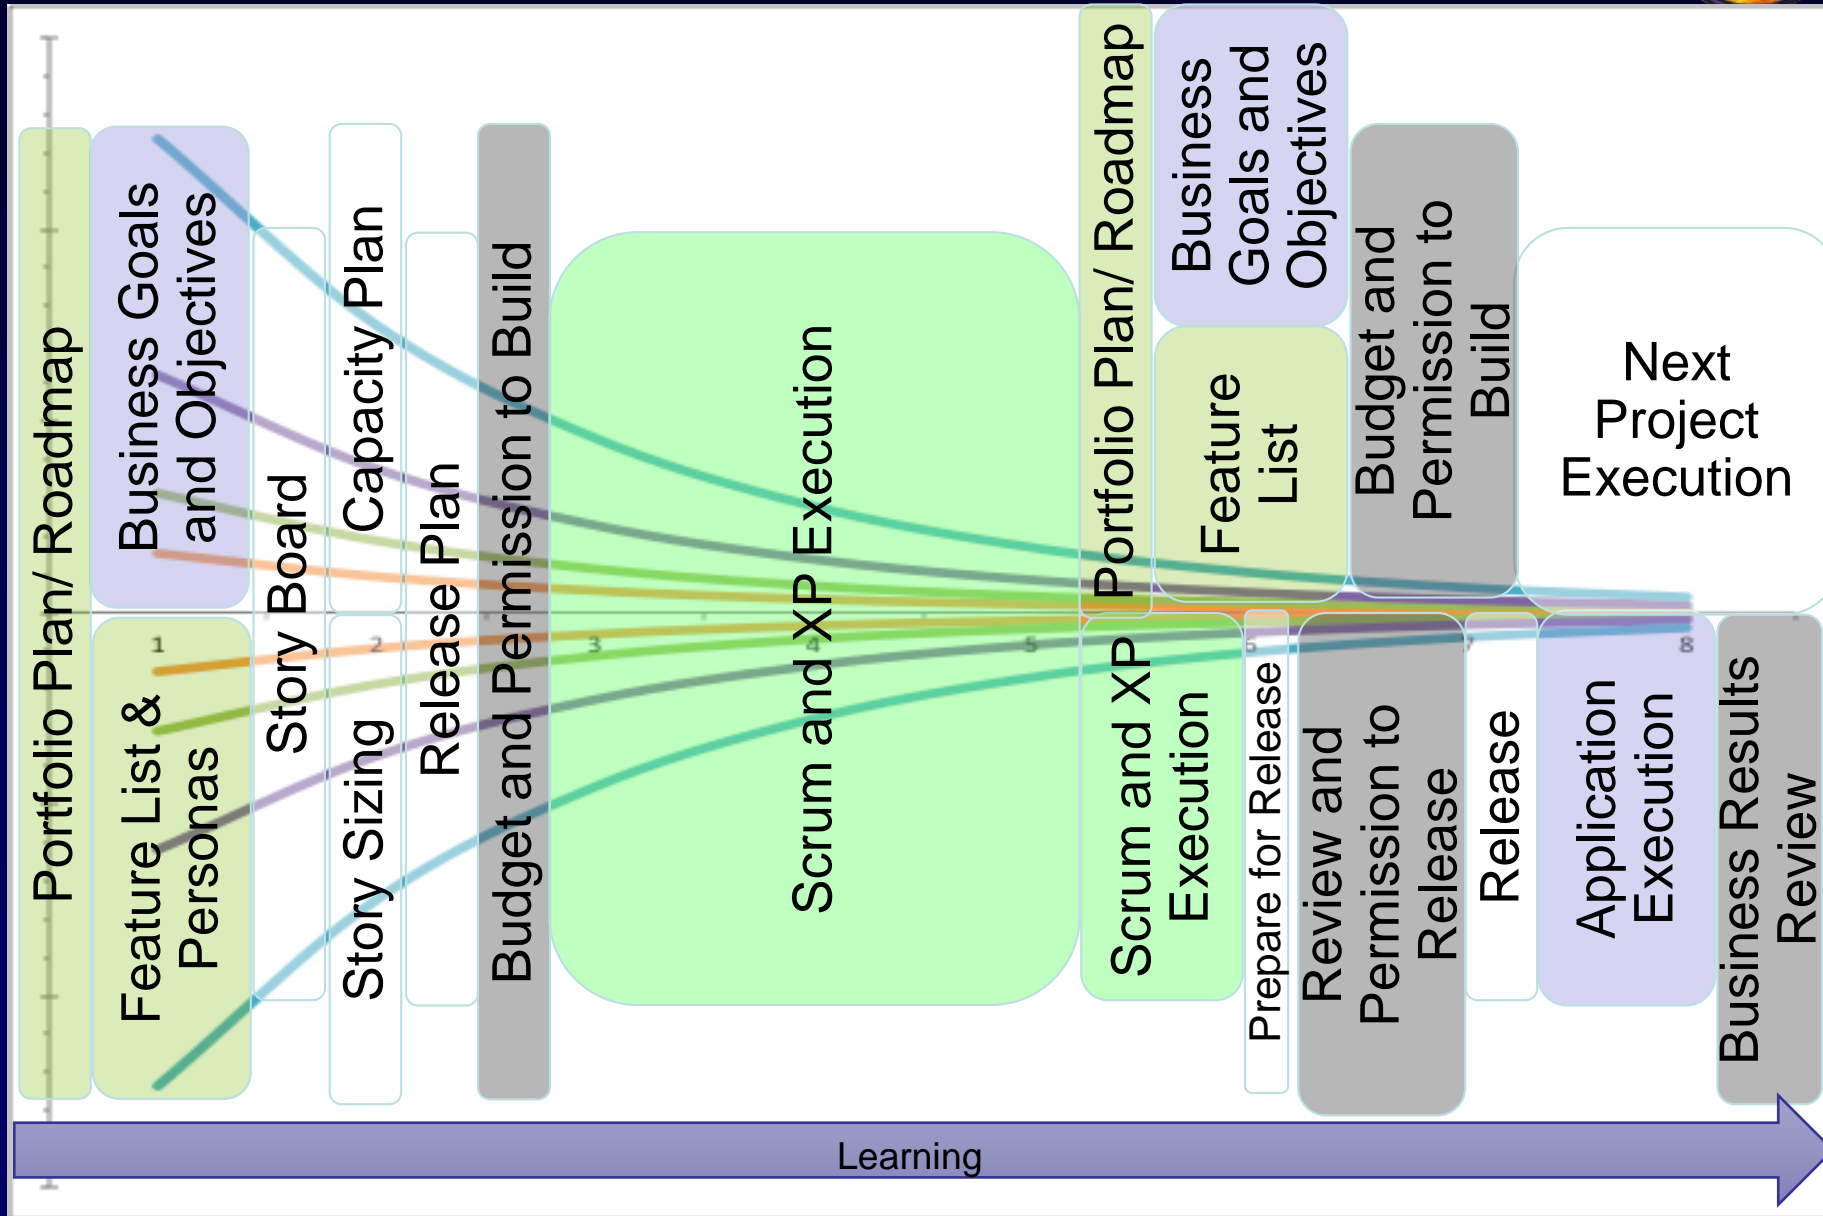 Portfolio Plan/ Roadmap
Business Goals
and Objectives
Feature List &
Personas
Story Board
Capacity Plan
Story Sizing
Release Plan
Budget and Permission to Build
Scrum and XP Execution
Portfolio Plan/ Roadmap
Business
Goals and
Objectives
Feature
List
Budget and
Permission to
Build
Next
Project
Execution
Scrum and XP
Execution
Prepare for Release
Review and
Permission to
Release
Release
Application
Execution
Business Results
Review
1
2
3
4
5
6
7
8
Learning